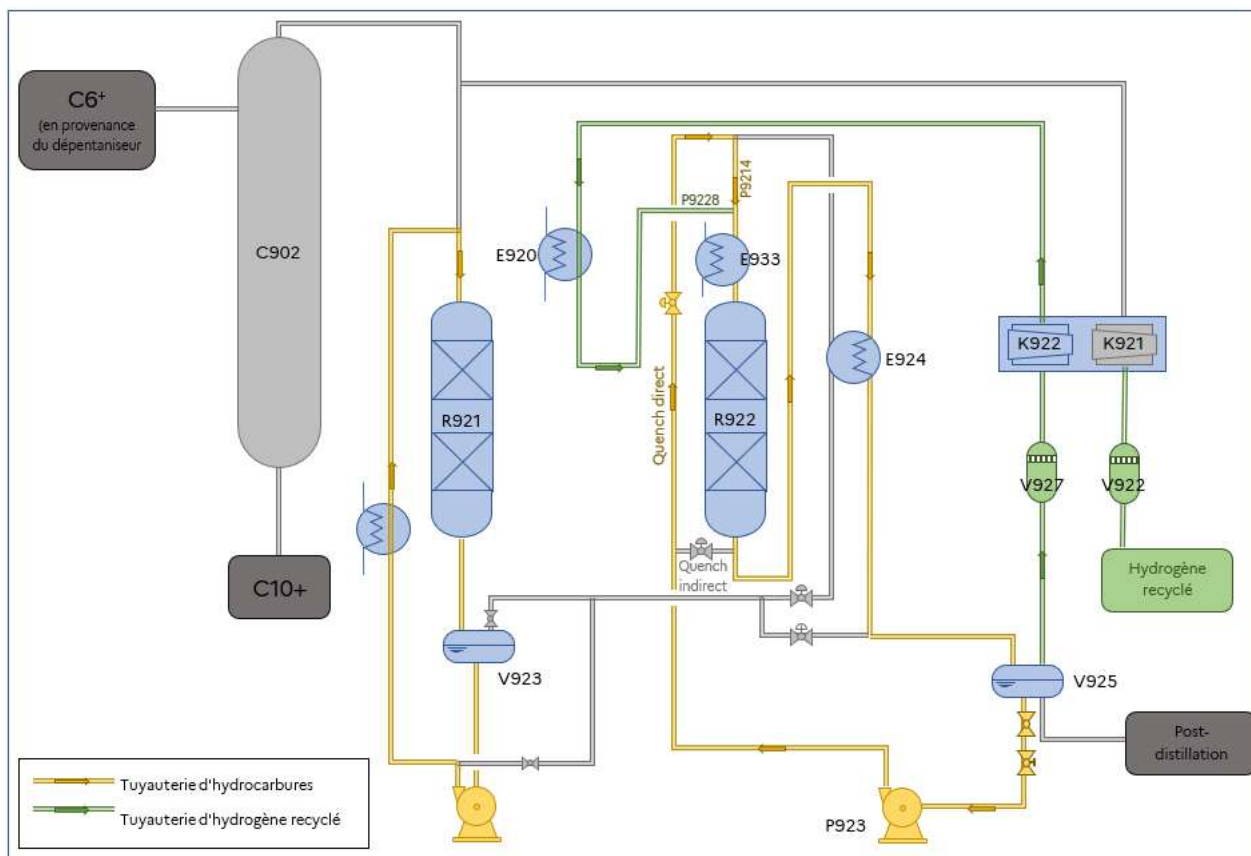 C6⁺
(en provenance
du dépentaniseur
C902
C10+
E920
P9228
P9214
E933
E924
K922
K921
R921
Quench direct
R922
V927
V922
Quench
indirect
Hydrogène
recyclé
V923
V925
Post-
distillation
P923
Tuyauterie d'hydrocarbures
Tuyauterie d'hydrogène recyclé